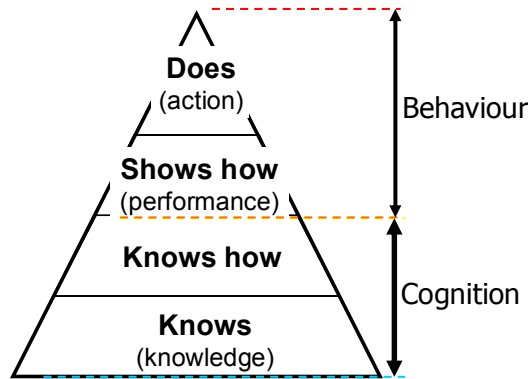 Does
(action)
Behaviour
Shows how
(performance)
Knows how
Cognition
Knows
(knowledge)